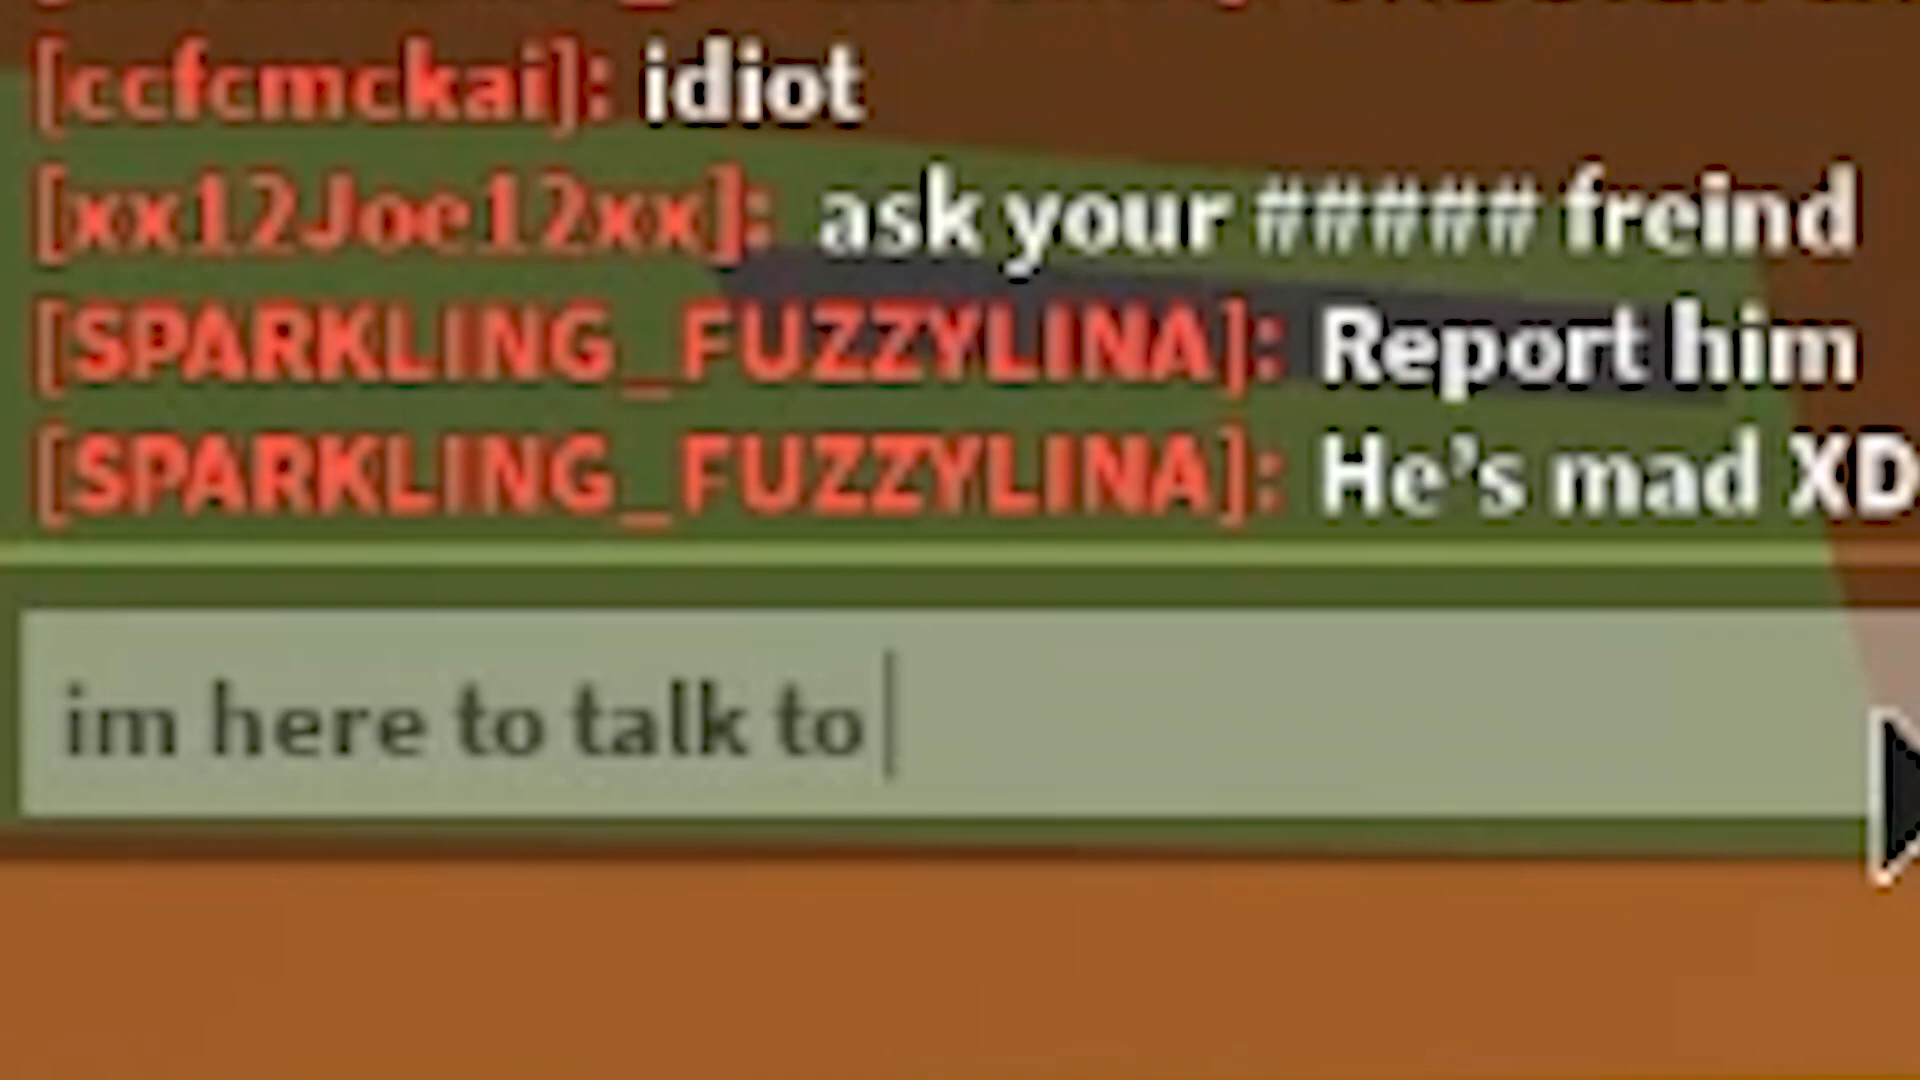 [ccfcmckai]: idiot
[xx12Joe12xx]: ask your ##### freind
[SPARKLING_FUZZYLINA]: Report him
[SPARKLING_FUZZYLINA]: He's mad XD
im here to talk to